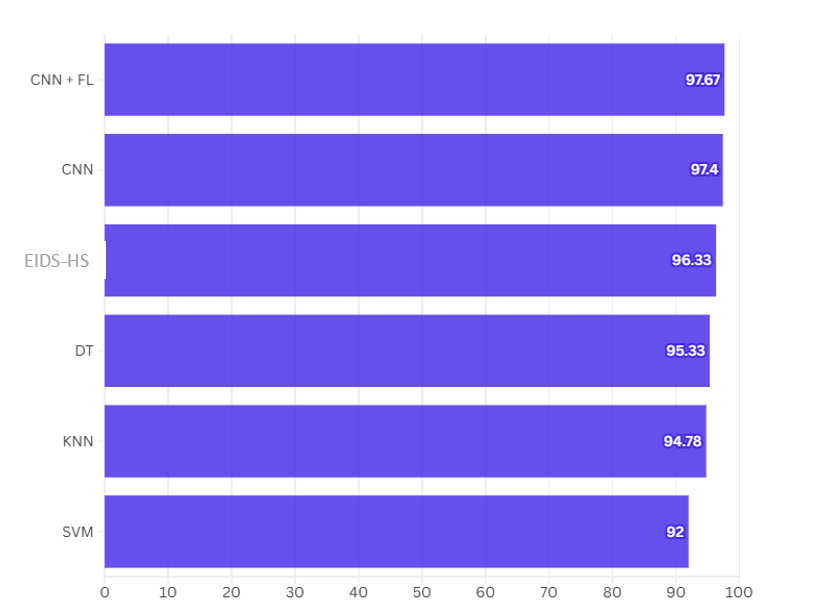 CNN + FL 97.67
CNN 97.4
EIDS-HS 96.33
DT 95.33
KNN 94.78
SVM 92
0 10 20 30 40 50 60 70 80 90 100